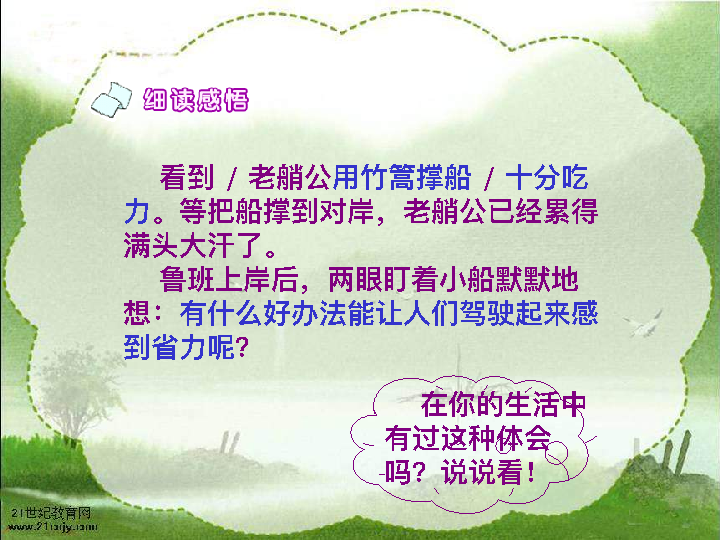 细读感悟
看到 / 老艄公用竹篙撑船 / 十分吃
力。等把船撑到对岸，老艄公已经累得
满头大汗了。
鲁班上岸后，两眼盯着小船默默地
想：有什么好办法能让人们驾驶起来感
到省力呢？
在你的生活中
有过这种体会
吗？说说看！
21世纪教育网
www.21cnjy.com